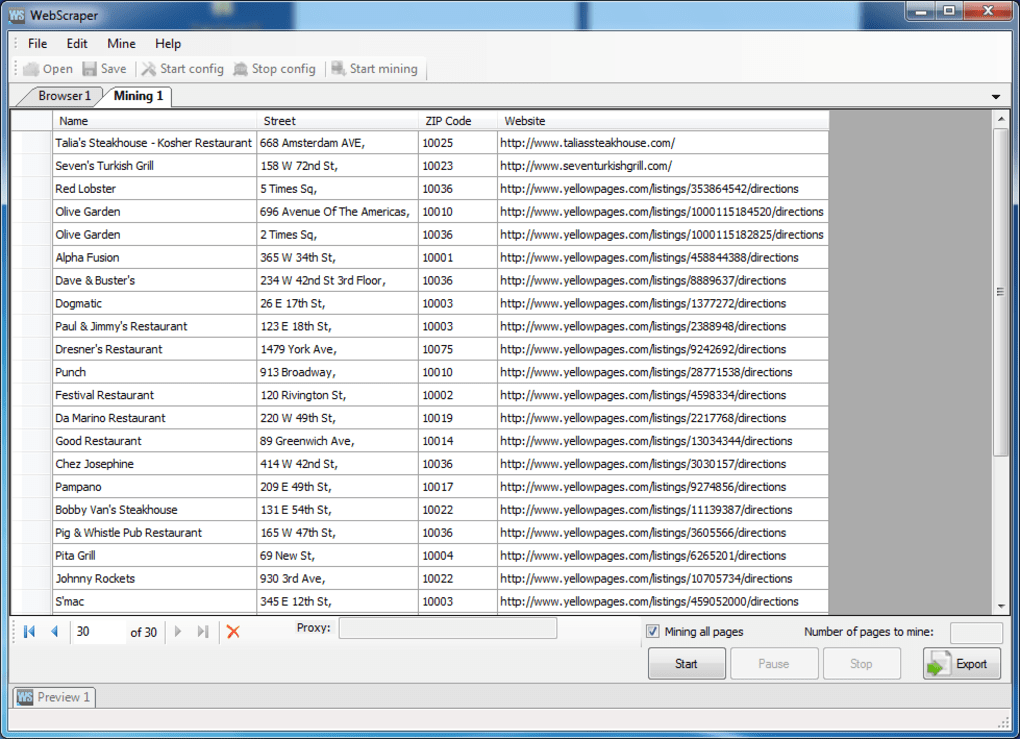 WS WebScraper
File Edit Mine Help
Open Save Start config Stop config Start mining
Browser 1 Mining 1
Name Street ZIP Code Website
Talia's Steakhouse - Kosher Restaurant 668 Amsterdam AVE, 10025 http://www.taliassteakhouse.com/
Seven's Turkish Grill 158 W 72nd St, 10023 http://www.seventurkishgrill.com/
Red Lobster 5 Times Sq, 10036 http://www.yellowpages.com/listings/353864542/directions
Olive Garden 696 Avenue Of The Americas, 10010 http://www.yellowpages.com/listings/1000115184520/directions
Olive Garden 2 Times Sq, 10036 http://www.yellowpages.com/listings/1000115182825/directions
Alpha Fusion 365 W 34th St, 10001 http://www.yellowpages.com/listings/458844388/directions
Dave & Buster's 234 W 42nd St 3rd Floor, 10036 http://www.yellowpages.com/listings/8889637/directions
Dogmatic 26 E 17th St, 10003 http://www.yellowpages.com/listings/1377272/directions
Paul & Jimmy's Restaurant 123 E 18th St, 10003 http://www.yellowpages.com/listings/2388948/directions
Dresner's Restaurant 1479 York Ave, 10075 http://www.yellowpages.com/listings/9242692/directions
Punch 913 Broadway, 10010 http://www.yellowpages.com/listings/28771538/directions
Festival Restaurant 120 Rivington St, 10002 http://www.yellowpages.com/listings/4598334/directions
Da Marino Restaurant 220 W 49th St, 10019 http://www.yellowpages.com/listings/2217768/directions
Good Restaurant 89 Greenwich Ave, 10014 http://www.yellowpages.com/listings/13034344/directions
Chez Josephine 414 W 42nd St, 10036 http://www.yellowpages.com/listings/3030157/directions
Pampano 209 E 49th St, 10017 http://www.yellowpages.com/listings/9274856/directions
Bobby Van's Steakhouse 131 E 54th St, 10022 http://www.yellowpages.com/listings/11139387/directions
Pig & Whistle Pub Restaurant 165 W 47th St, 10036 http://www.yellowpages.com/listings/3605566/directions
Pita Grill 69 New St, 10004 http://www.yellowpages.com/listings/6265201/directions
Johnny Rockets 930 3rd Ave, 10022 http://www.yellowpages.com/listings/10705734/directions
S'mac 345 E 12th St, 10003 http://www.yellowpages.com/listings/459052000/directions
30 of 30 Proxy: Mining all pages Number of pages to mine:
Start Pause Stop Export
WS Preview 1